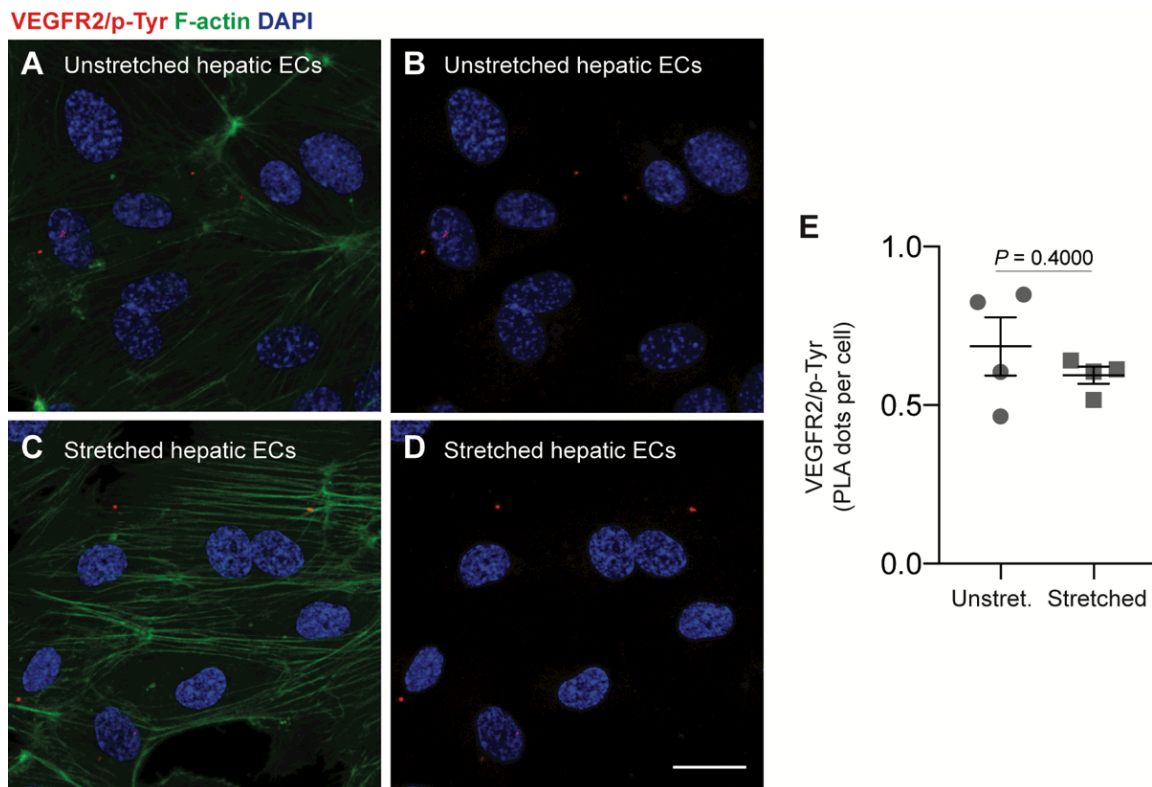 VEGFR2/p-Tyr F-actin DAPI
A Unstretched hepatic ECs
B Unstretched hepatic ECs
C Stretched hepatic ECs
D Stretched hepatic ECs
E
1.0
P = 0.4000
VEGFR2/p-Tyr
(PLA dots per cell)
0.5
0.0
Unstret. Stretched